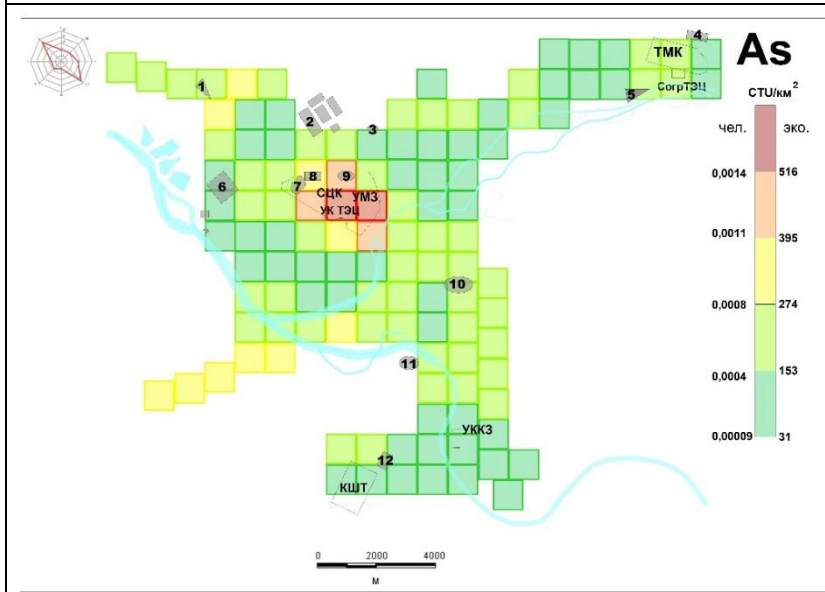 4
ТМК
As
СогрТЭЦ
CTU/км²
1
5
чел.
эко.
2
3
0,0014
516
6
7
8
9
СЦК
УМЗ
УК ТЭЦ
0,0011
395
?
10
0,0008
274
11
0,0004
153
УККЗ
0,00009
31
12
КШТ
0
2000
4000
м